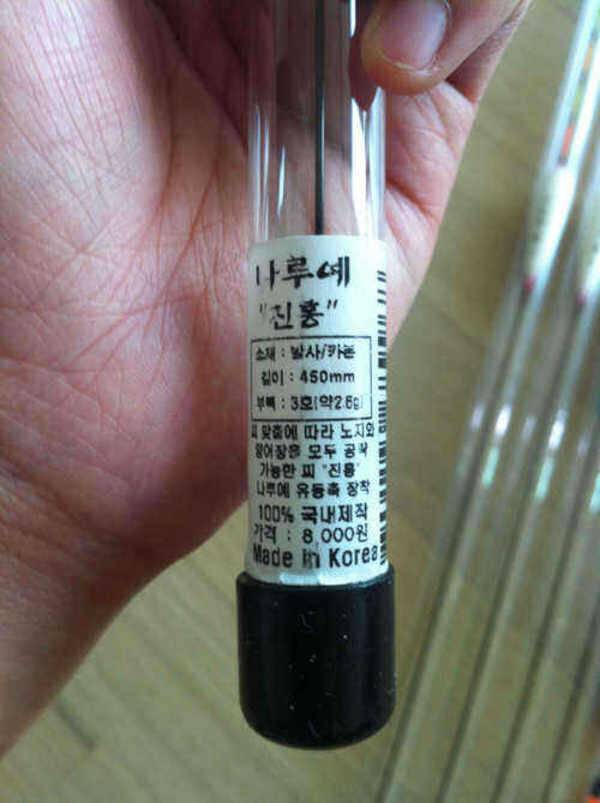 나루예
"진홍"
소재 : 발사/카본
길이 : 450mm
부력 : 3호(약2.6g)
찌 맞춤에 따라 노지와
양어장을 모두 공략
가능한 찌 "진홍"
나루예 유동촉 장착
100% 국내제작
가격 : 8,000원
Made in Korea